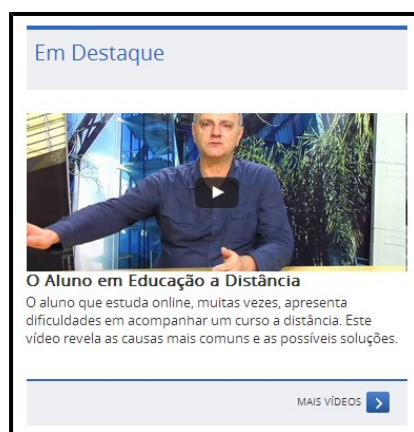 Em Destaque
O Aluno em Educação a Distância
O aluno que estuda online, muitas vezes, apresenta
dificuldades em acompanhar um curso a distância. Este
vídeo revela as causas mais comuns e as possíveis soluções.
MAIS VÍDEOS